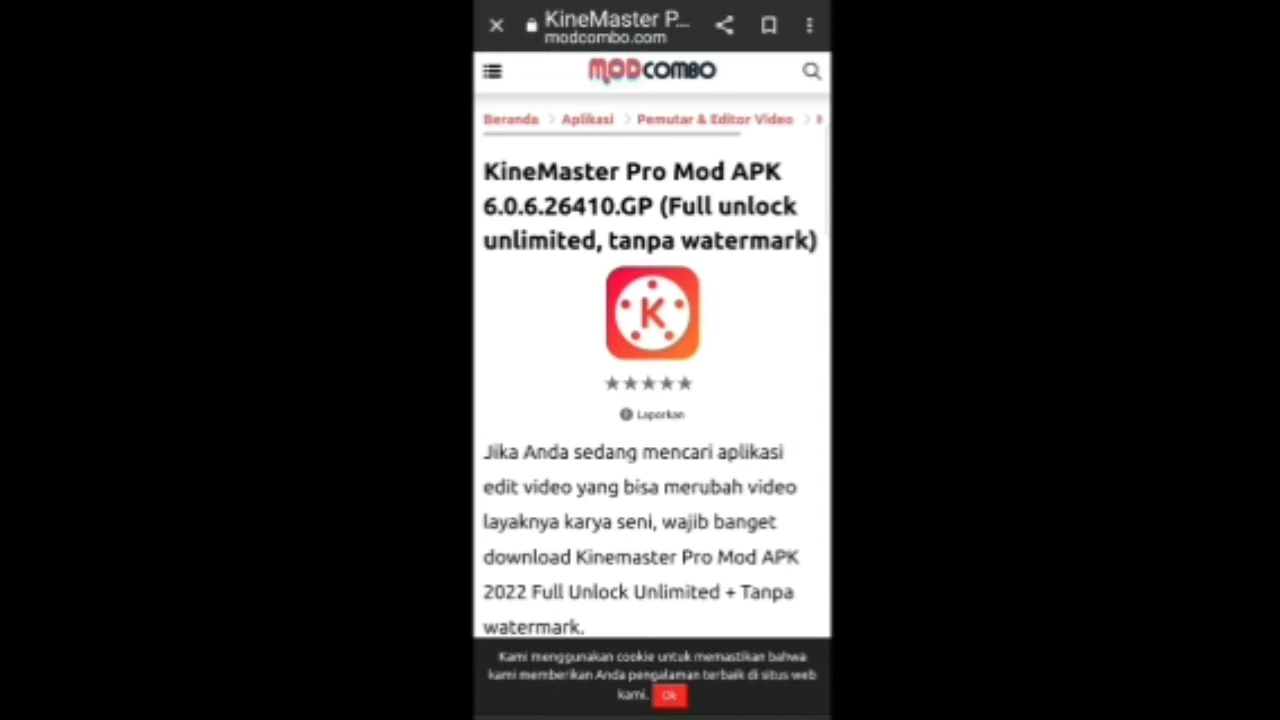 KineMaster P...
modcombo.com
MODCOMBO
Beranda
Aplikasi
Pemutar & Editor Video
KineMaster Pro Mod APK
6.0.6.26410.GP (Full unlock
unlimited, tanpa watermark)
K
Laporkan
Jika Anda sedang mencari aplikasi
edit video yang bisa merubah video
layaknya karya seni, wajib banget
download Kinemaster Pro Mod APK
2022 Full Unlock Unlimited + Tanpa
watermark.
Kami menggunakan cookie untuk memastikan bahwa
kami memberikan Anda pengalaman terbaik di situs web
kami. Ok